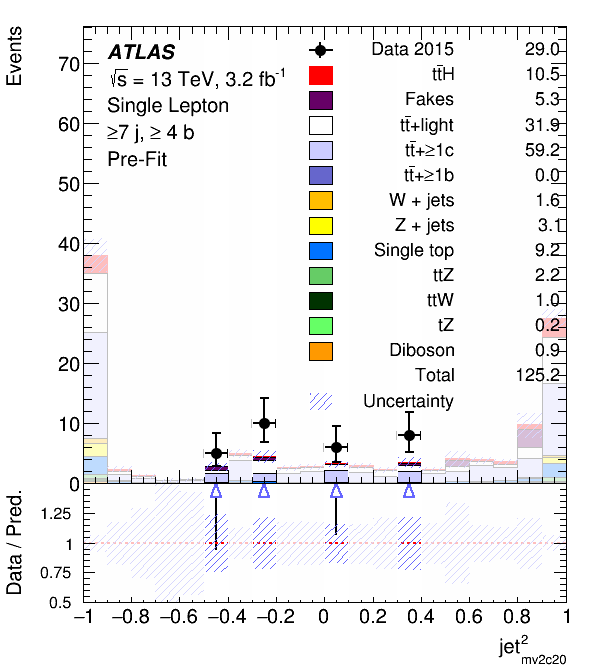 Events
70
60
50
40
30
20
10
0
ATLAS
√s = 13 TeV, 3.2 fb-1
Single Lepton
≥7 j, ≥ 4 b
Pre-Fit
Data 2015 29.0
tt̄H 10.5
Fakes 5.3
tt̄+light 31.9
tt̄+≥1c 59.2
tt̄+≥1b 0.0
W + jets 1.6
Z + jets 3.1
Single top 9.2
ttZ 2.2
ttW 1.0
tZ 0.2
Diboson 0.9
Total 125.2
Uncertainty
Data / Pred.
1.25
1
0.75
0.5
−1 −0.8 −0.6 −0.4 −0.2 0 0.2 0.4 0.6 0.8 1
jet2mv2c20